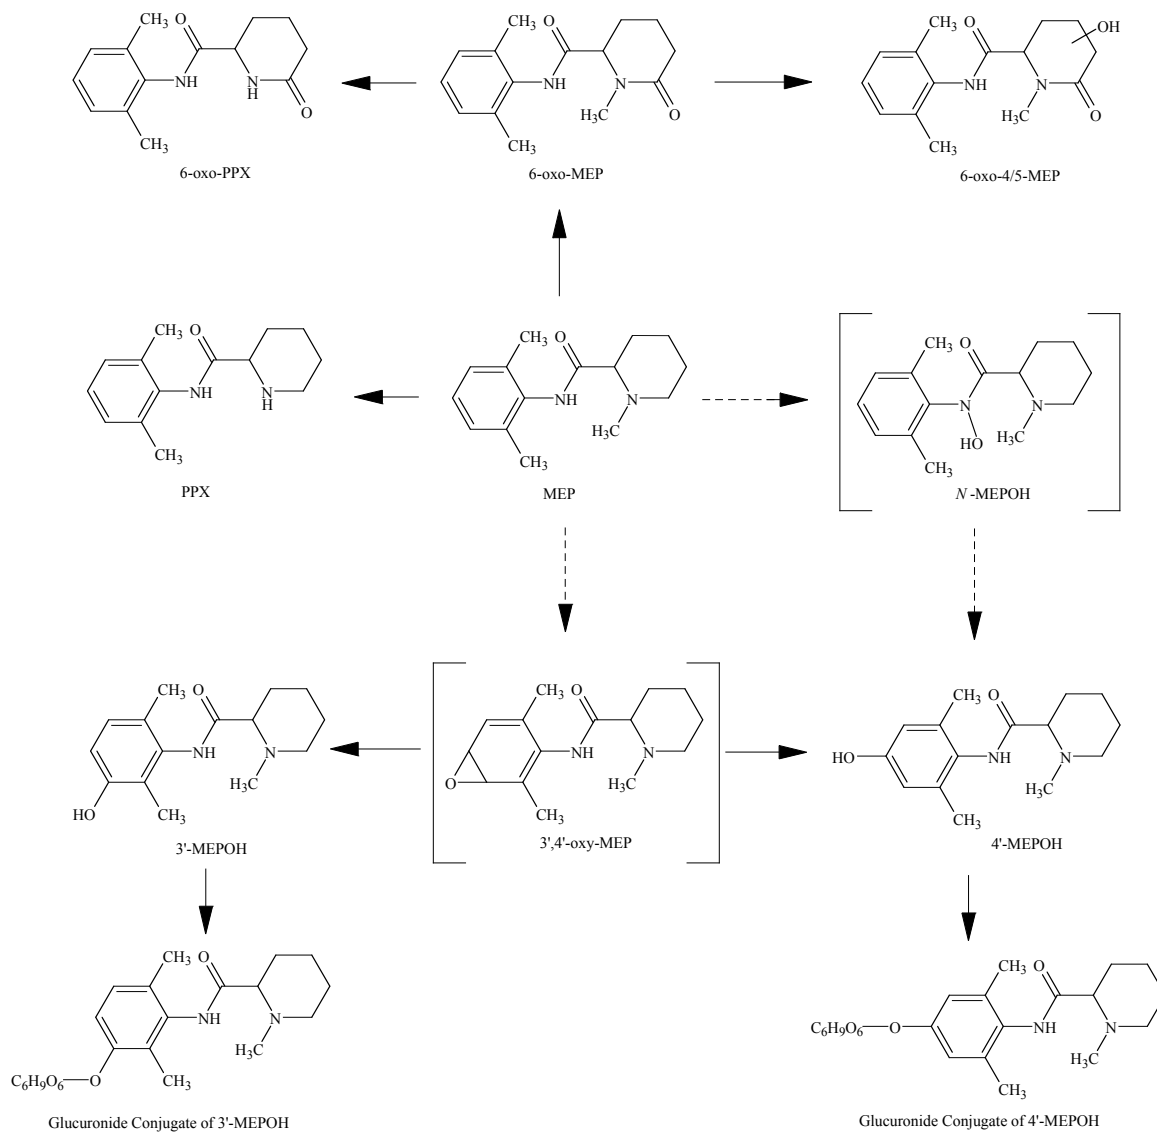 CH₃
O
NH
N
H
O
CH₃
6-oxo-PPX
CH₃
O
NH
N
H₃C
O
CH₃
6-oxo-MEP
CH₃
O
OH
NH
N
H₃C
O
CH₃
6-oxo-4/5-MEP
CH₃
O
NH
N
H
CH₃
PPX
CH₃
O
NH
N
H₃C
CH₃
MEP
CH₃
O
N
N
HO
H₃C
CH₃
N -MEPOH
CH₃
O
NH
N
H₃C
HO
CH₃
3'-MEPOH
CH₃
O
NH
N
O
H₃C
CH₃
3',4'-oxy-MEP
CH₃
O
HO
NH
N
H₃C
CH₃
4'-MEPOH
CH₃
O
NH
N
H₃C
C₆H₉O₆—O
CH₃
Glucuronide Conjugate of 3'-MEPOH
CH₃
O
C₆H₉O₆—O
NH
N
H₃C
CH₃
Glucuronide Conjugate of 4'-MEPOH